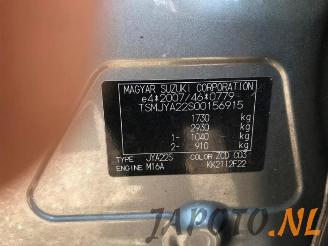 MAGYAR SUZUKI CORPORATION
e4*2007/46*0779
TSMJYA22S00156915
1730 kg
2930 kg
1- 1040 kg
2- 910 kg
TYPE JYA22S COLOR ZCD C03
ENGINE M16A KK2112F22
JAPOTO.NL